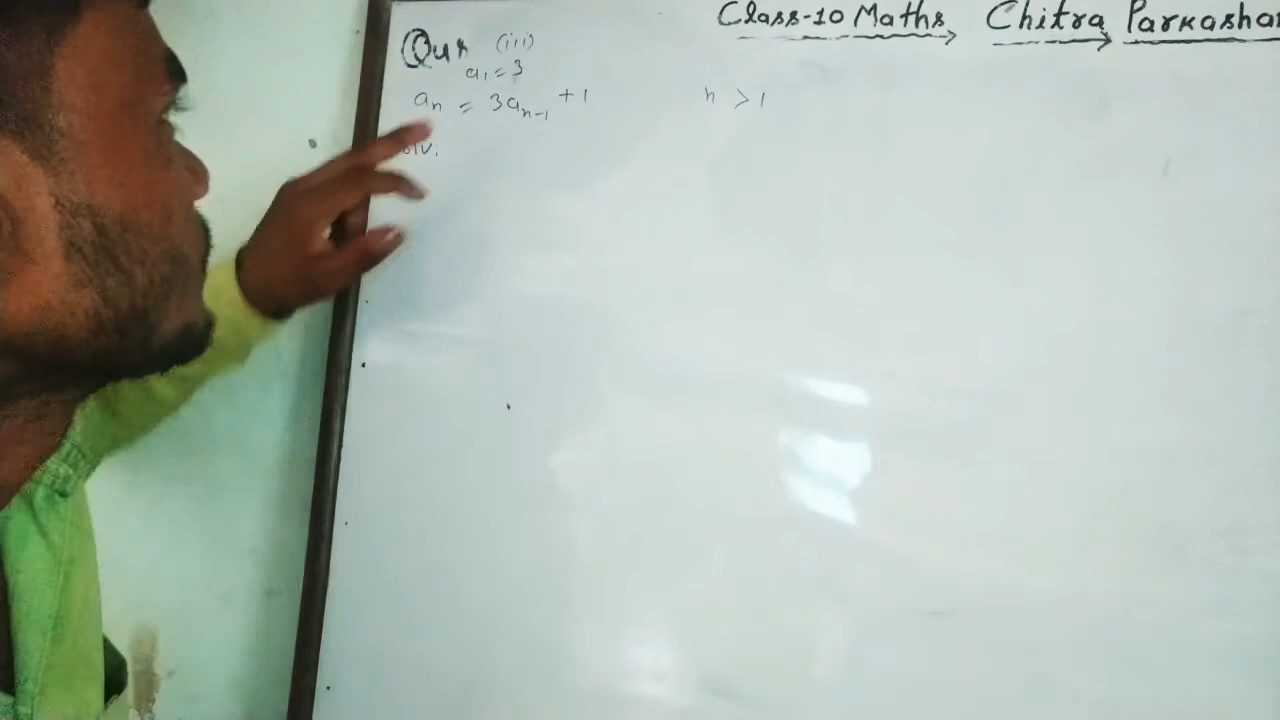 Class-10 Maths Chitra Parkashan
Qus (iii)
a₁ = 3
aₙ = 3aₙ₋₁ + 1 n > 1